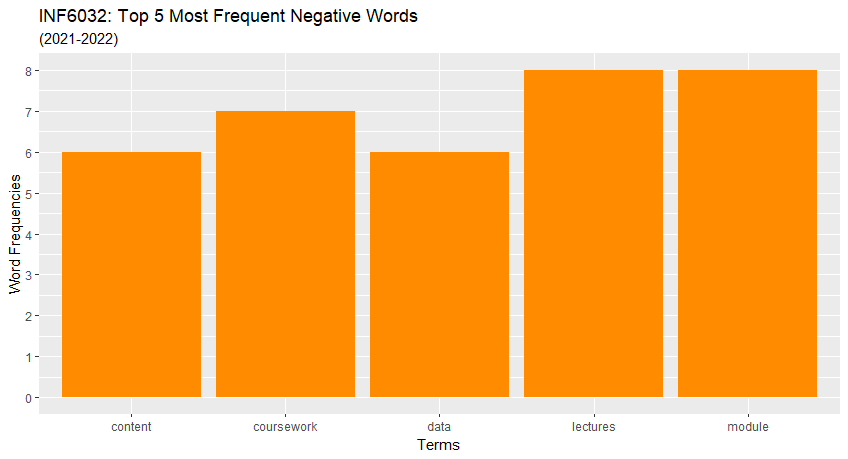 INF6032: Top 5 Most Frequent Negative Words
(2021-2022)
Word Frequencies
8
7
6
5
4
3
2
1
0
content coursework data lectures module
Terms